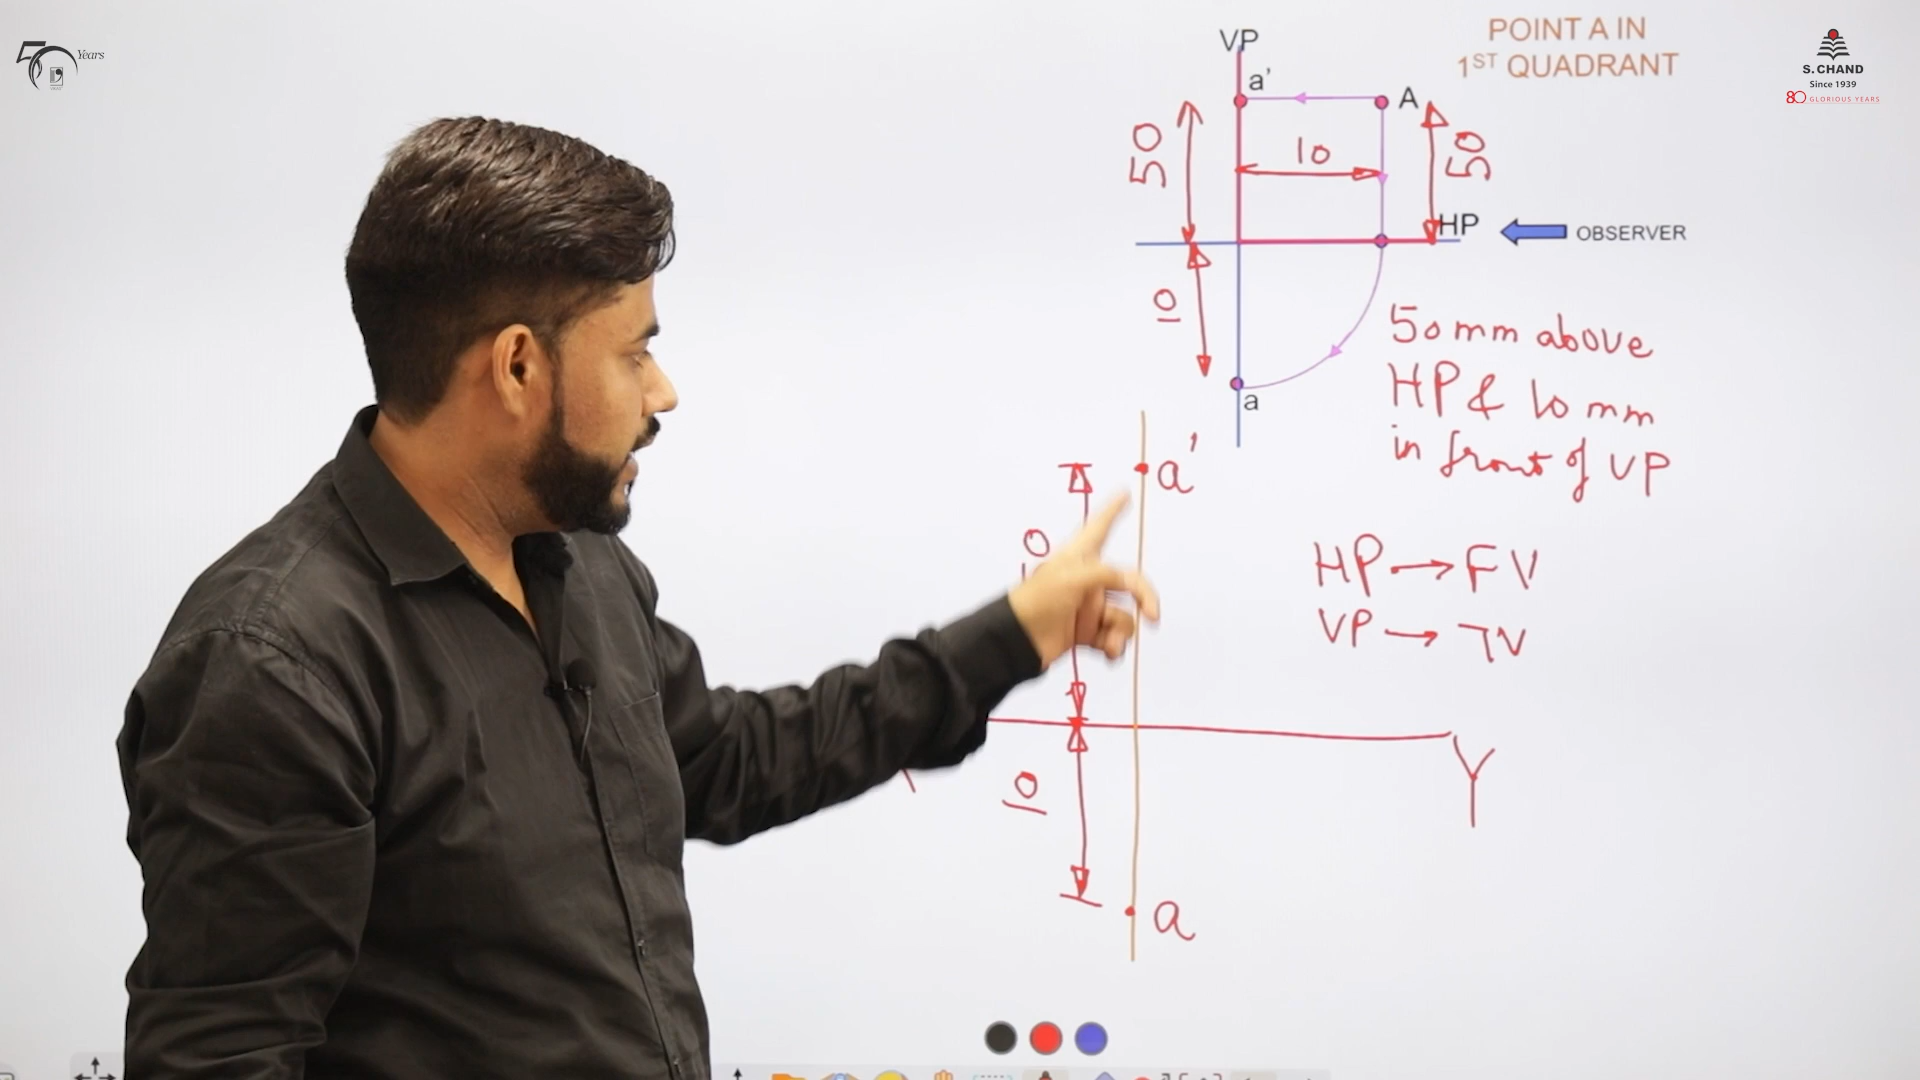 50 Years
POINT A IN
1ST QUADRANT
S. CHAND
Since 1939
80 GLORIOUS YEARS
VP
a'
A
50
10
50
HP
OBSERVER
10
a
50 mm above
HP & 10 mm
in front of VP
a'
HP → FV
VP → TV
Y
10
a